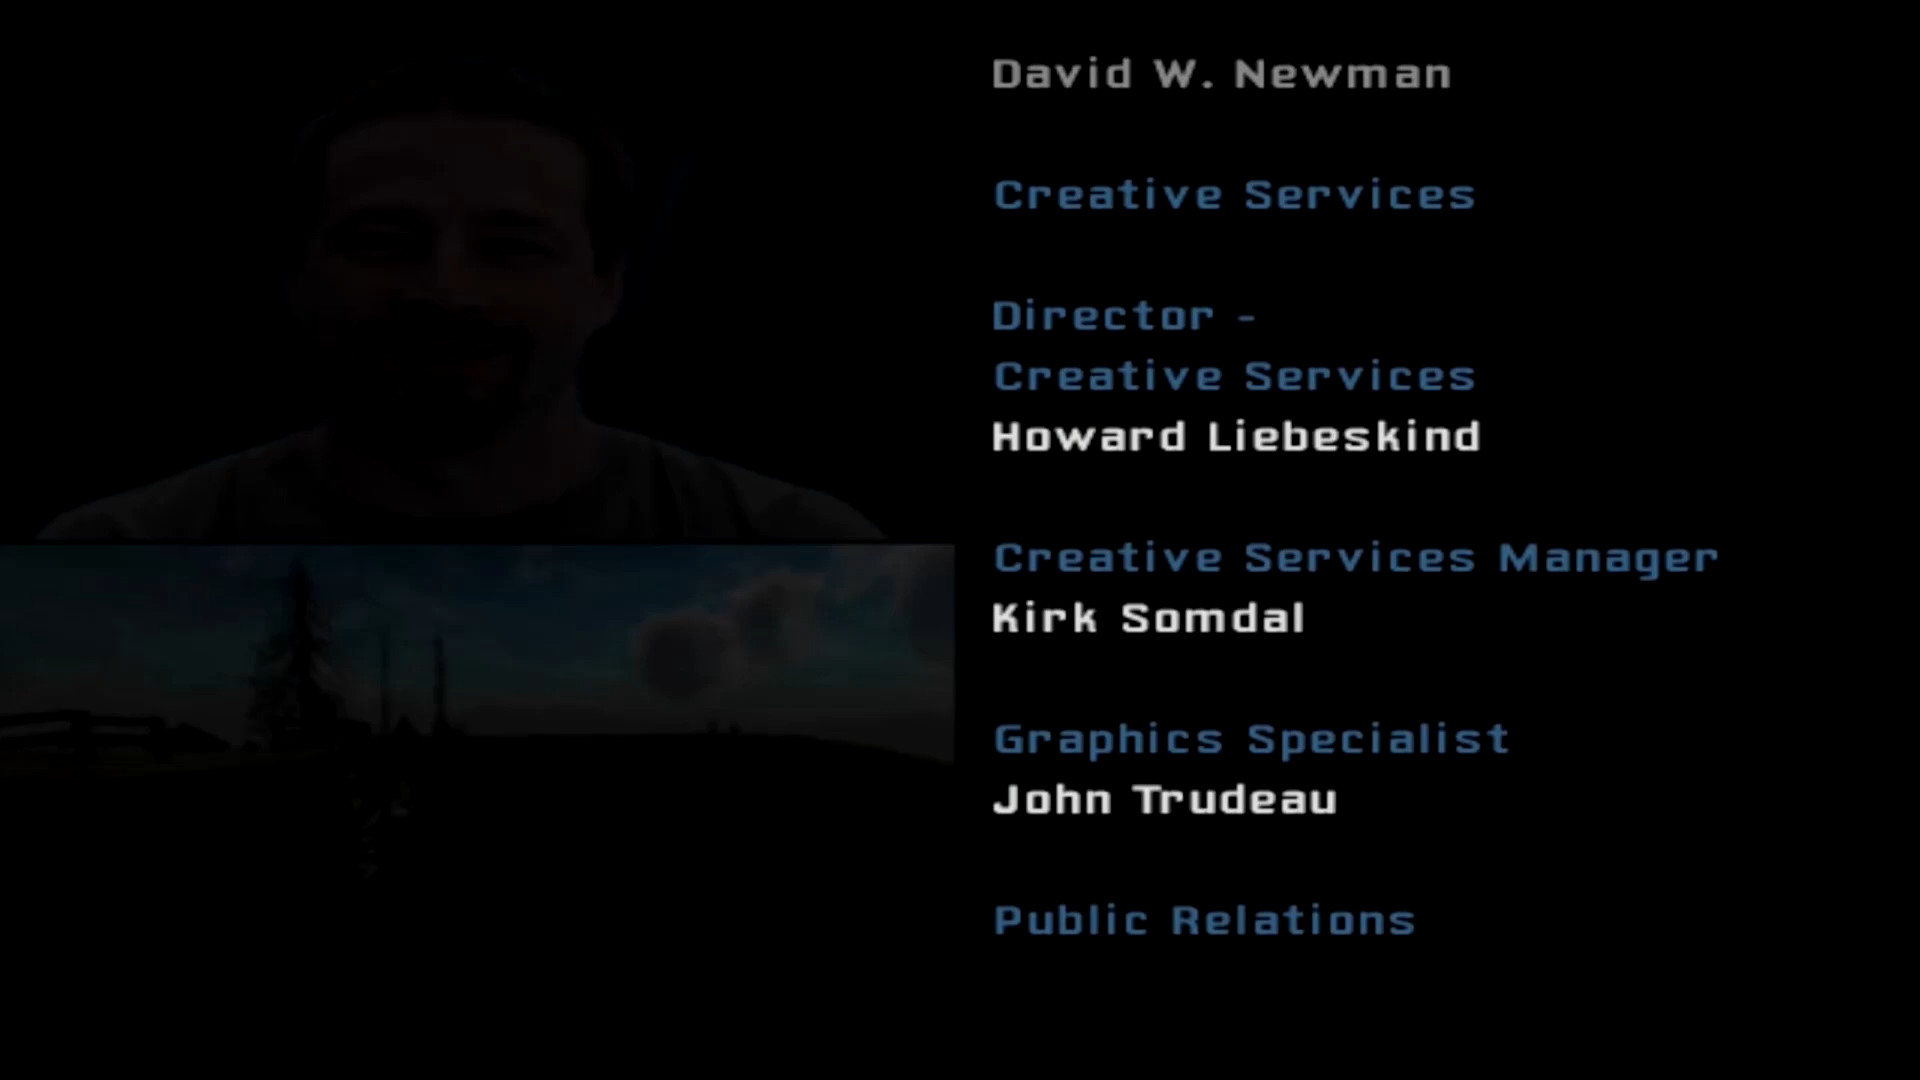 David W. Newman
Creative Services
Director -
Creative Services
Howard Liebeskind
Creative Services Manager
Kirk Somdal
Graphics Specialist
John Trudeau
Public Relations